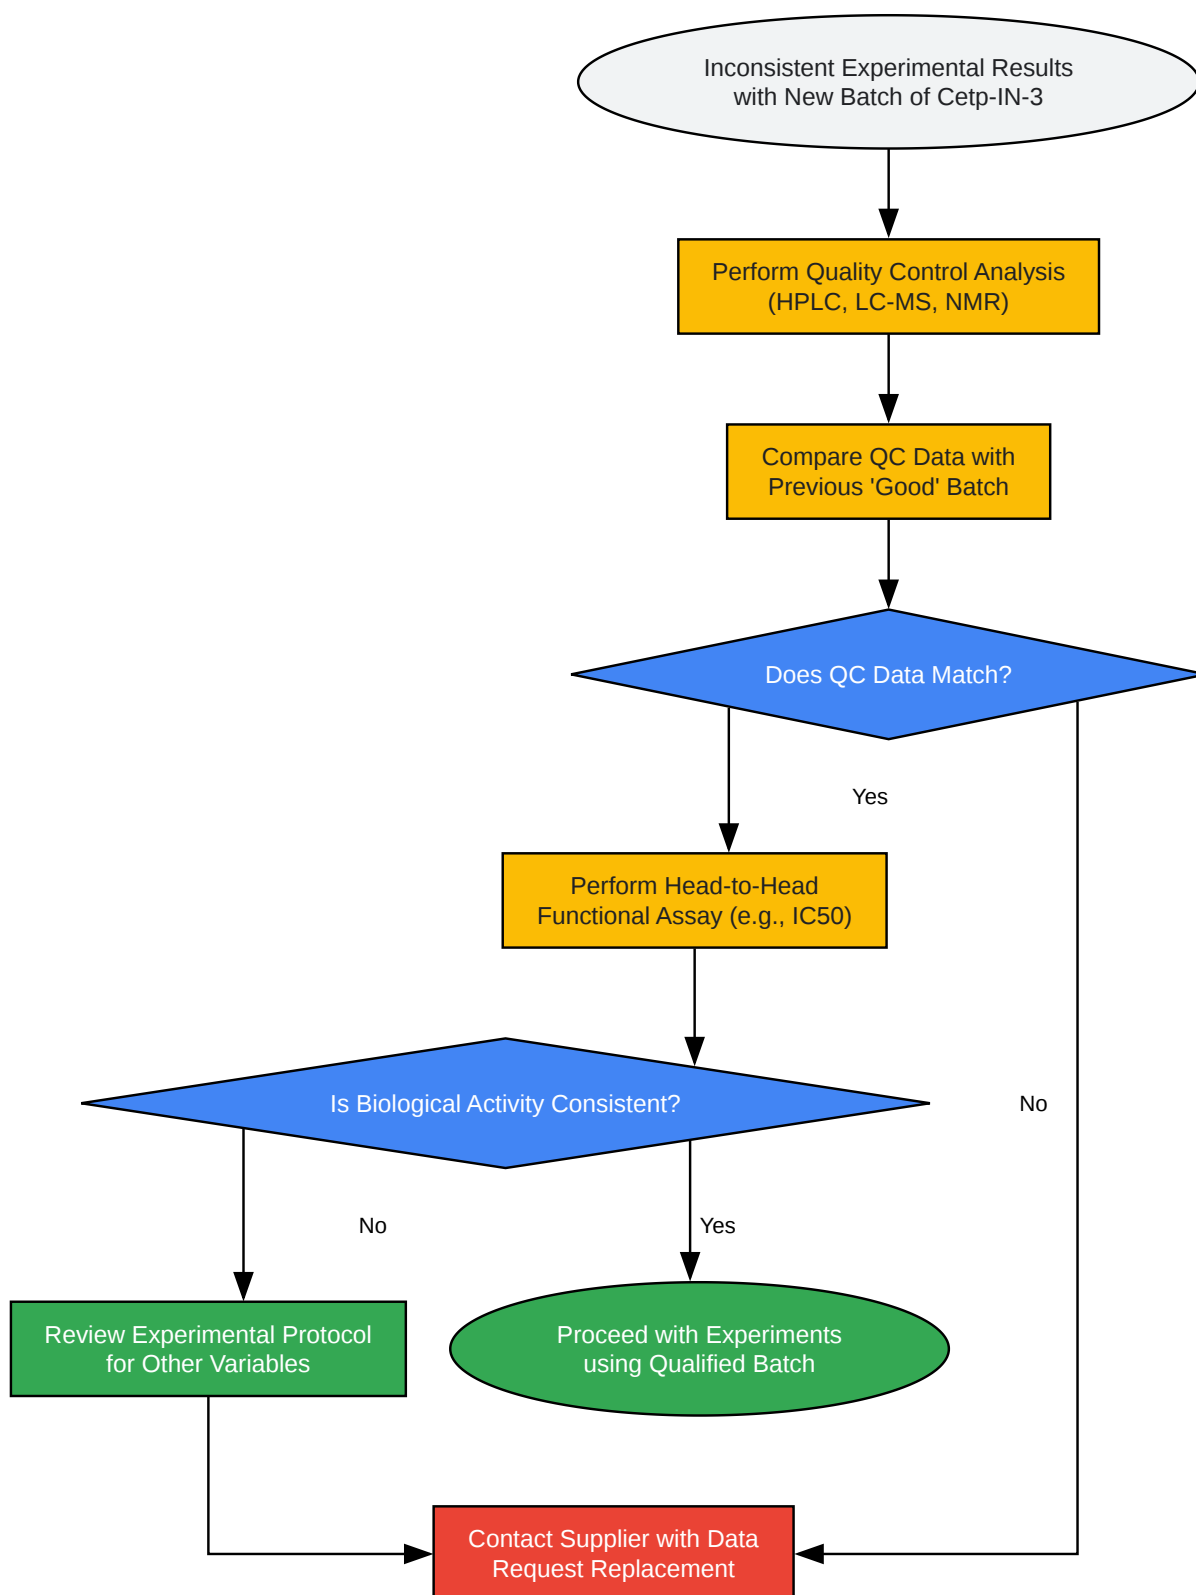 Inconsistent Experimental Results
with New Batch of Cetp-IN-3
Perform Quality Control Analysis
(HPLC, LC-MS, NMR)
Compare QC Data with
Previous 'Good' Batch
Does QC Data Match?
Yes
Perform Head-to-Head
Functional Assay (e.g., IC50)
Is Biological Activity Consistent?
No
No
Yes
Review Experimental Protocol
for Other Variables
Proceed with Experiments
using Qualified Batch
Contact Supplier with Data
Request Replacement